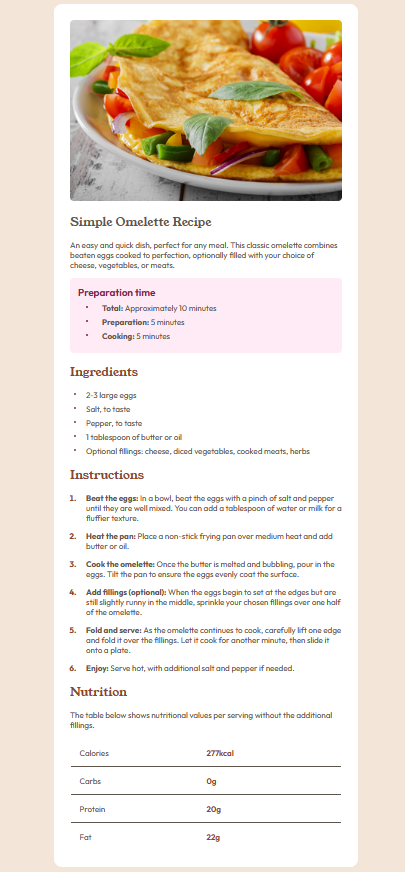 Simple Omelette Recipe
An easy and quick dish, perfect for any meal. This classic omelette combines
beaten eggs cooked to perfection, optionally filled with your choice of
cheese, vegetables, or meats.
Preparation time
• Total: Approximately 10 minutes
• Preparation: 5 minutes
• Cooking: 5 minutes
Ingredients
• 2-3 large eggs
• Salt, to taste
• Pepper, to taste
• 1 tablespoon of butter or oil
• Optional fillings: cheese, diced vegetables, cooked meats, herbs
Instructions
1. Beat the eggs: In a bowl, beat the eggs with a pinch of salt and pepper
until they are well mixed. You can add a tablespoon of water or milk for a
fluffier texture.
2. Heat the pan: Place a non-stick frying pan over medium heat and add
butter or oil.
3. Cook the omelette: Once the butter is melted and bubbling, pour in the
eggs. Tilt the pan to ensure the eggs evenly coat the surface.
4. Add fillings (optional): When the eggs begin to set at the edges but are
still slightly runny in the middle, sprinkle your chosen fillings over one half
of the omelette.
5. Fold and serve: As the omelette continues to cook, carefully lift one edge
and fold it over the fillings. Let it cook for another minute, then slide it
onto a plate.
6. Enjoy: Serve hot, with additional salt and pepper if needed.
Nutrition
The table below shows nutritional values per serving without the additional
fillings.
Calories 277kcal
Carbs 0g
Protein 20g
Fat 22g